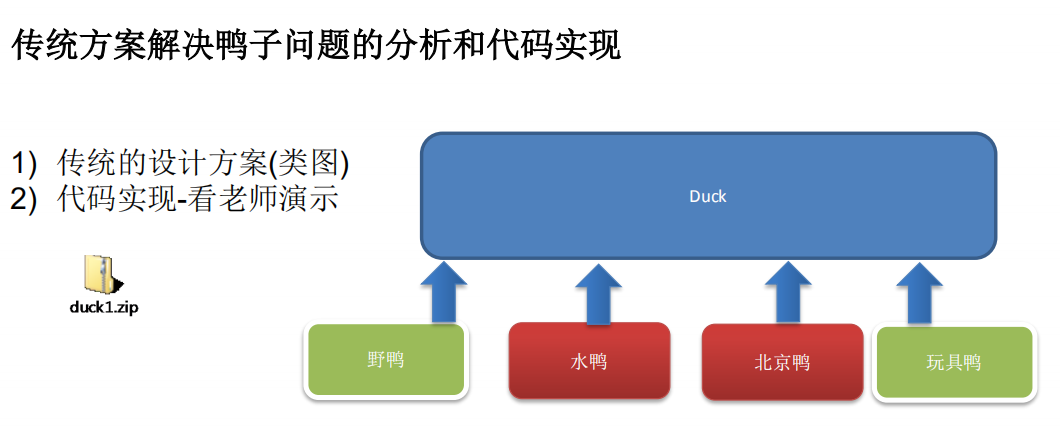 传统方案解决鸭子问题的分析和代码实现
1) 传统的设计方案(类图)
2) 代码实现-看老师演示
duck1.zip
Duck
野鸭
水鸭
北京鸭
玩具鸭